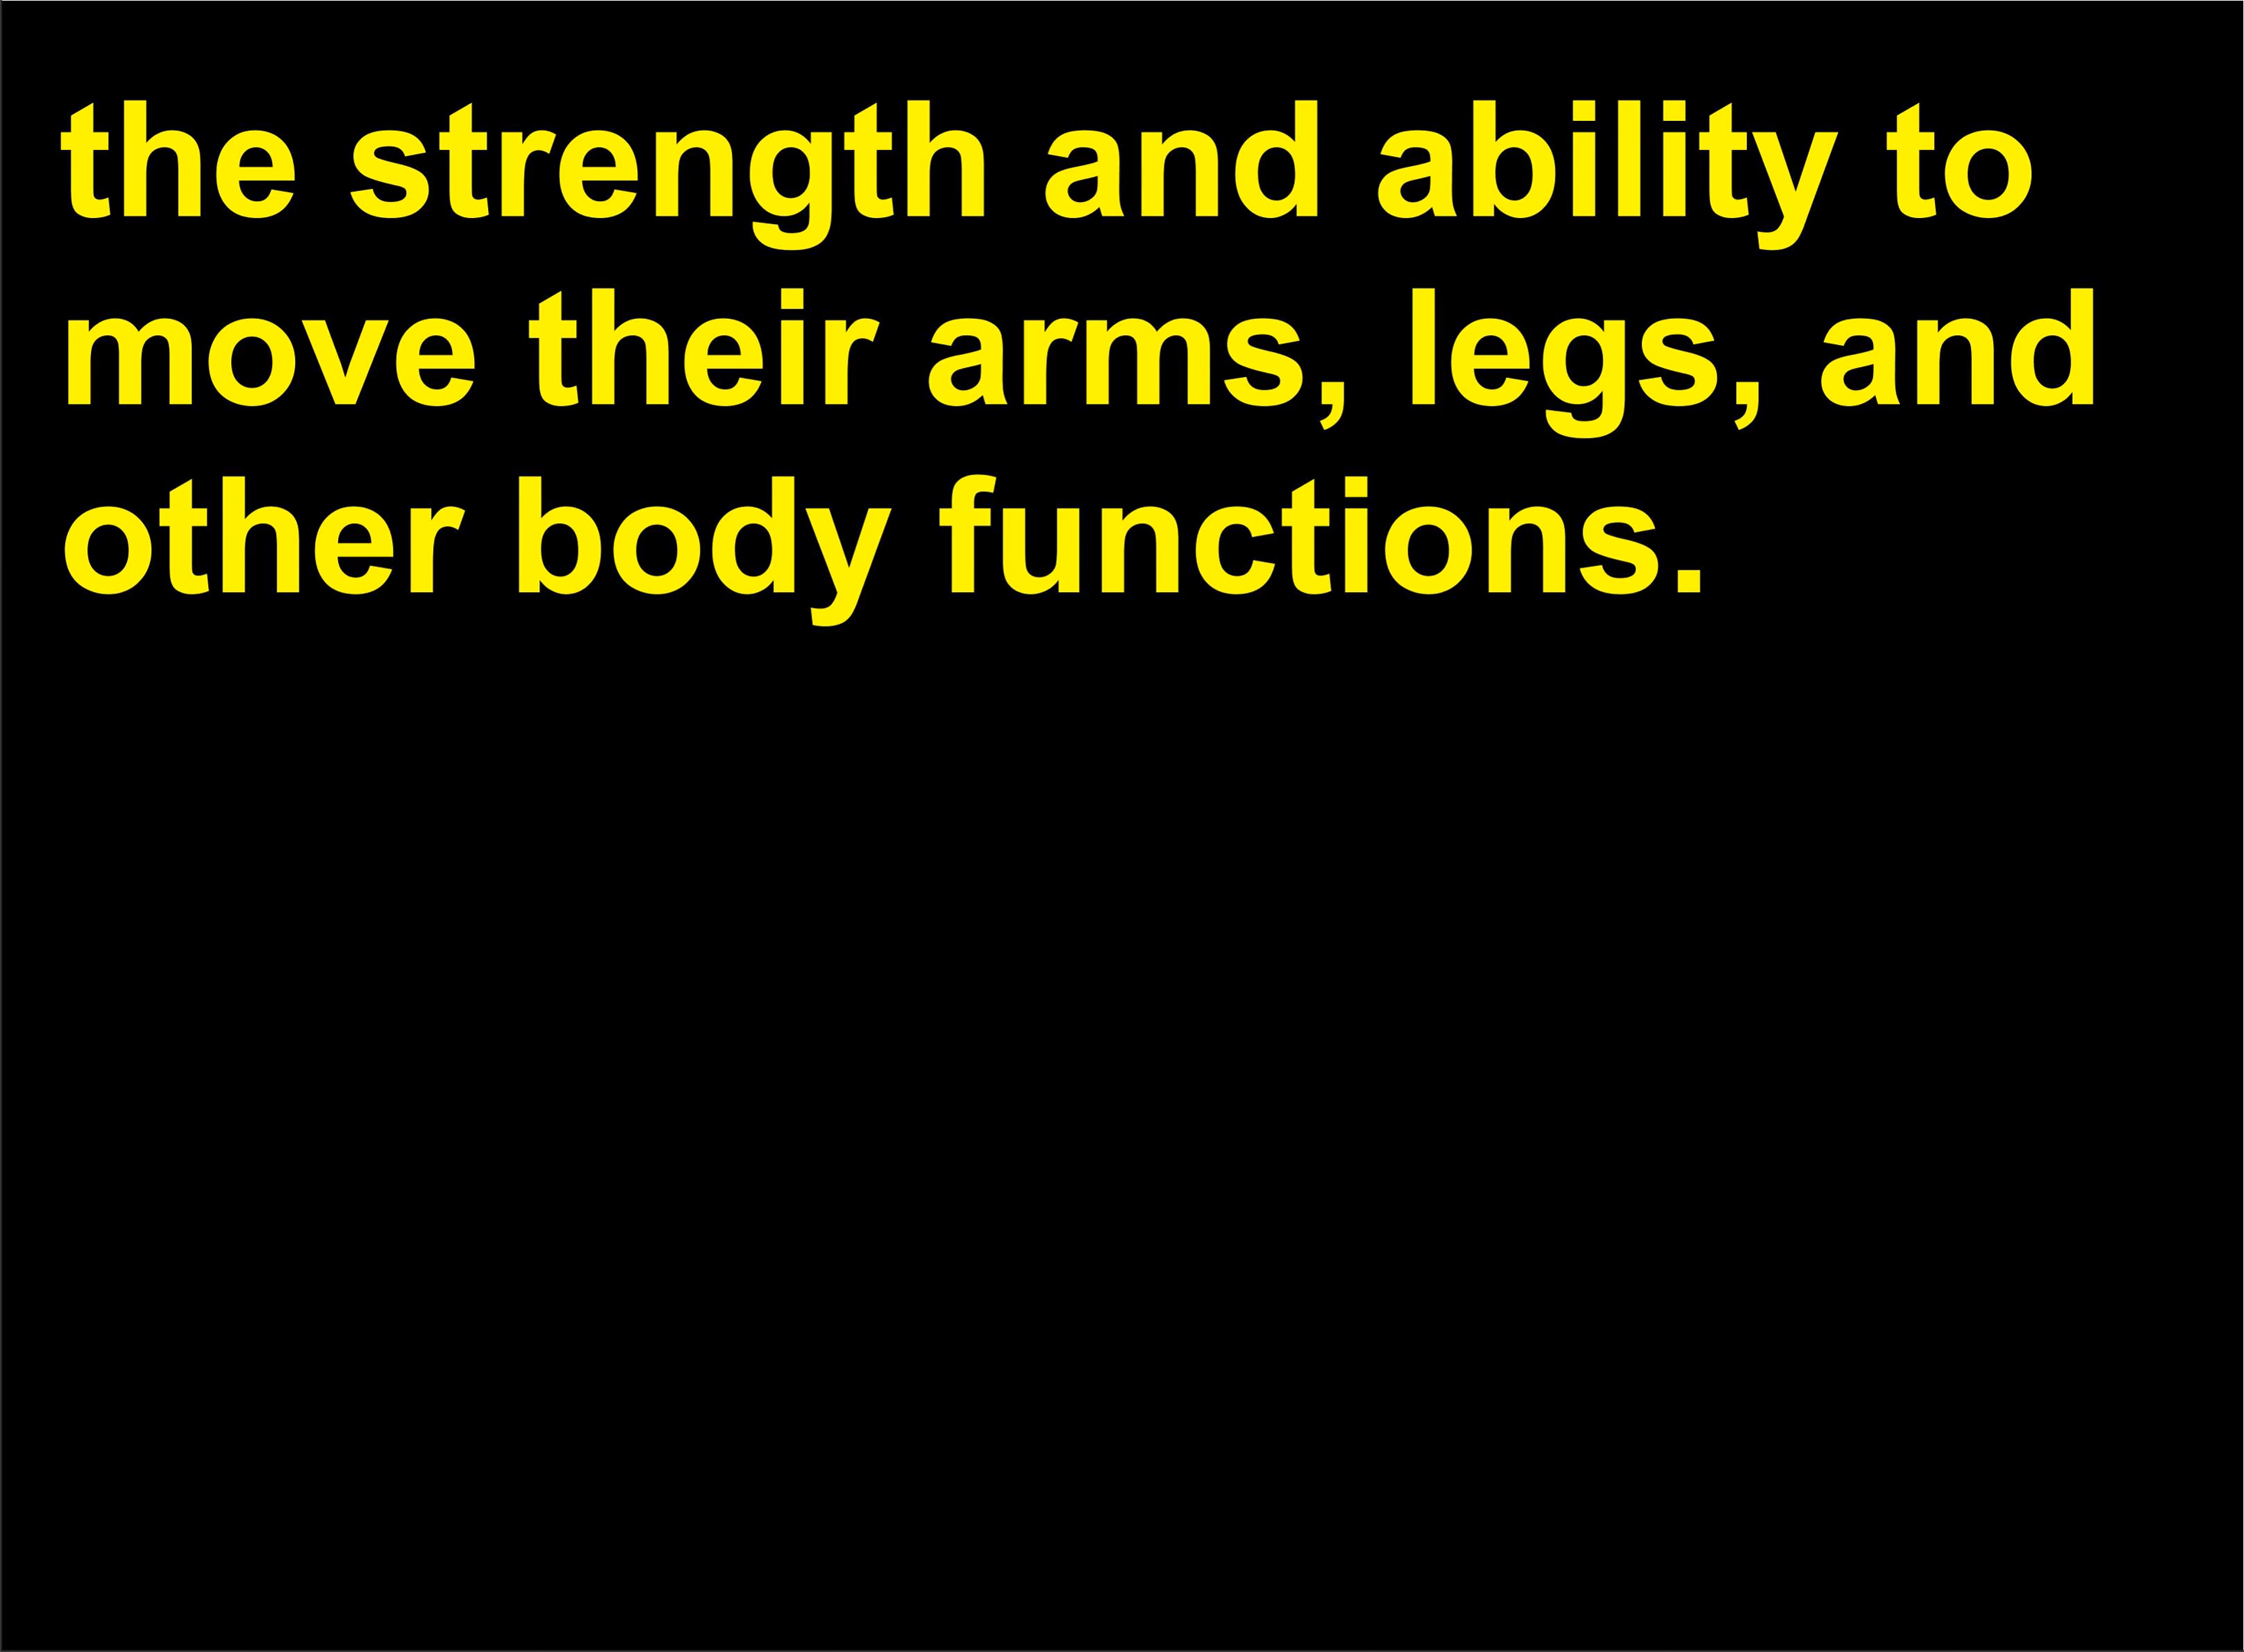 the strength and ability to
move their arms, legs, and
other body functions.